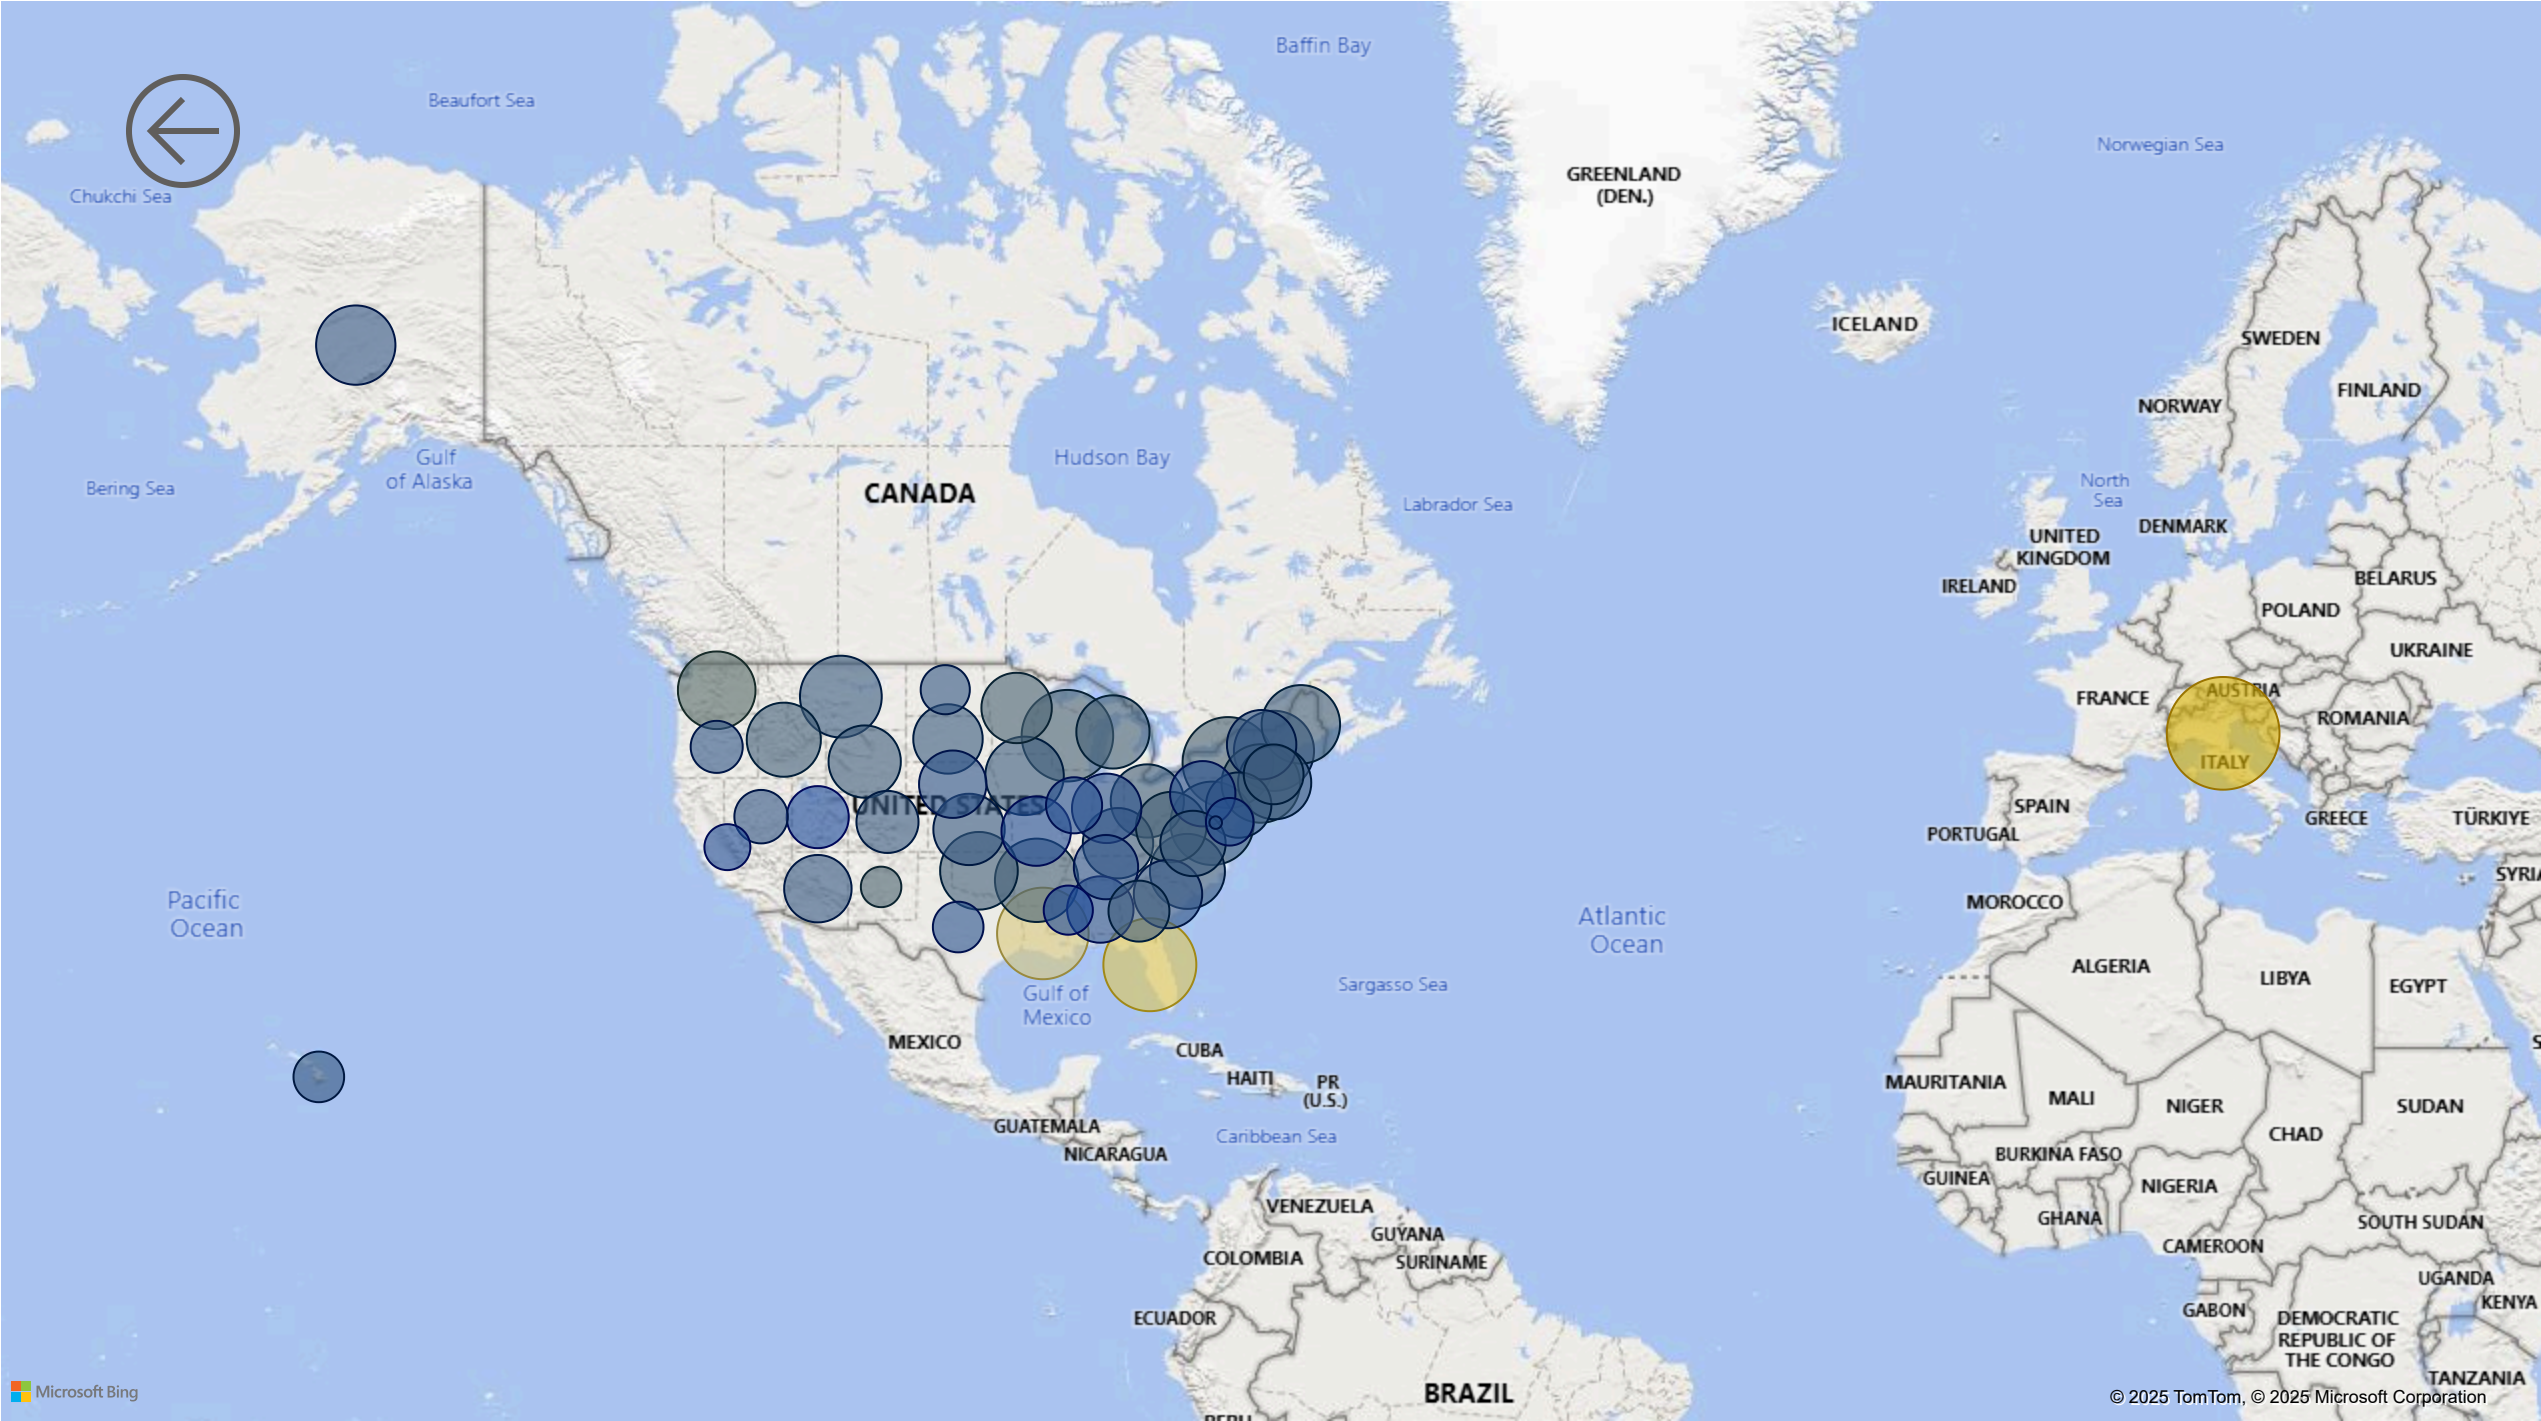 Baffin Bay
Beaufort Sea
Norwegian Sea
GREENLAND
(DEN.)
Chukchi Sea
ICELAND
SWEDEN
FINLAND
NORWAY
Gulf
of Alaska
Hudson Bay
Bering Sea
CANADA
Labrador Sea
North
Sea
DENMARK
UNITED
KINGDOM
IRELAND
BELARUS
POLAND
UKRAINE
FRANCE
AUSTRIA
ROMANIA
ITALY
UNITED STATES
SPAIN
PORTUGAL
GREECE
TÜRKIYE
SYRIA
Pacific
Ocean
MOROCCO
Atlantic
Ocean
ALGERIA
LIBYA
EGYPT
Sargasso Sea
Gulf of
Mexico
MEXICO
CUBA
HAITI
PR
(U.S.)
MAURITANIA
MALI
NIGER
SUDAN
GUATEMALA
Caribbean Sea
CHAD
NICARAGUA
BURKINA FASO
GUINEA
NIGERIA
VENEZUELA
GHANA
SOUTH SUDAN
GUYANA
COLOMBIA
SURINAME
CAMEROON
UGANDA
KENYA
ECUADOR
GABON
DEMOCRATIC
REPUBLIC OF
THE CONGO
TANZANIA
BRAZIL
Microsoft Bing
© 2025 TomTom, © 2025 Microsoft Corporation